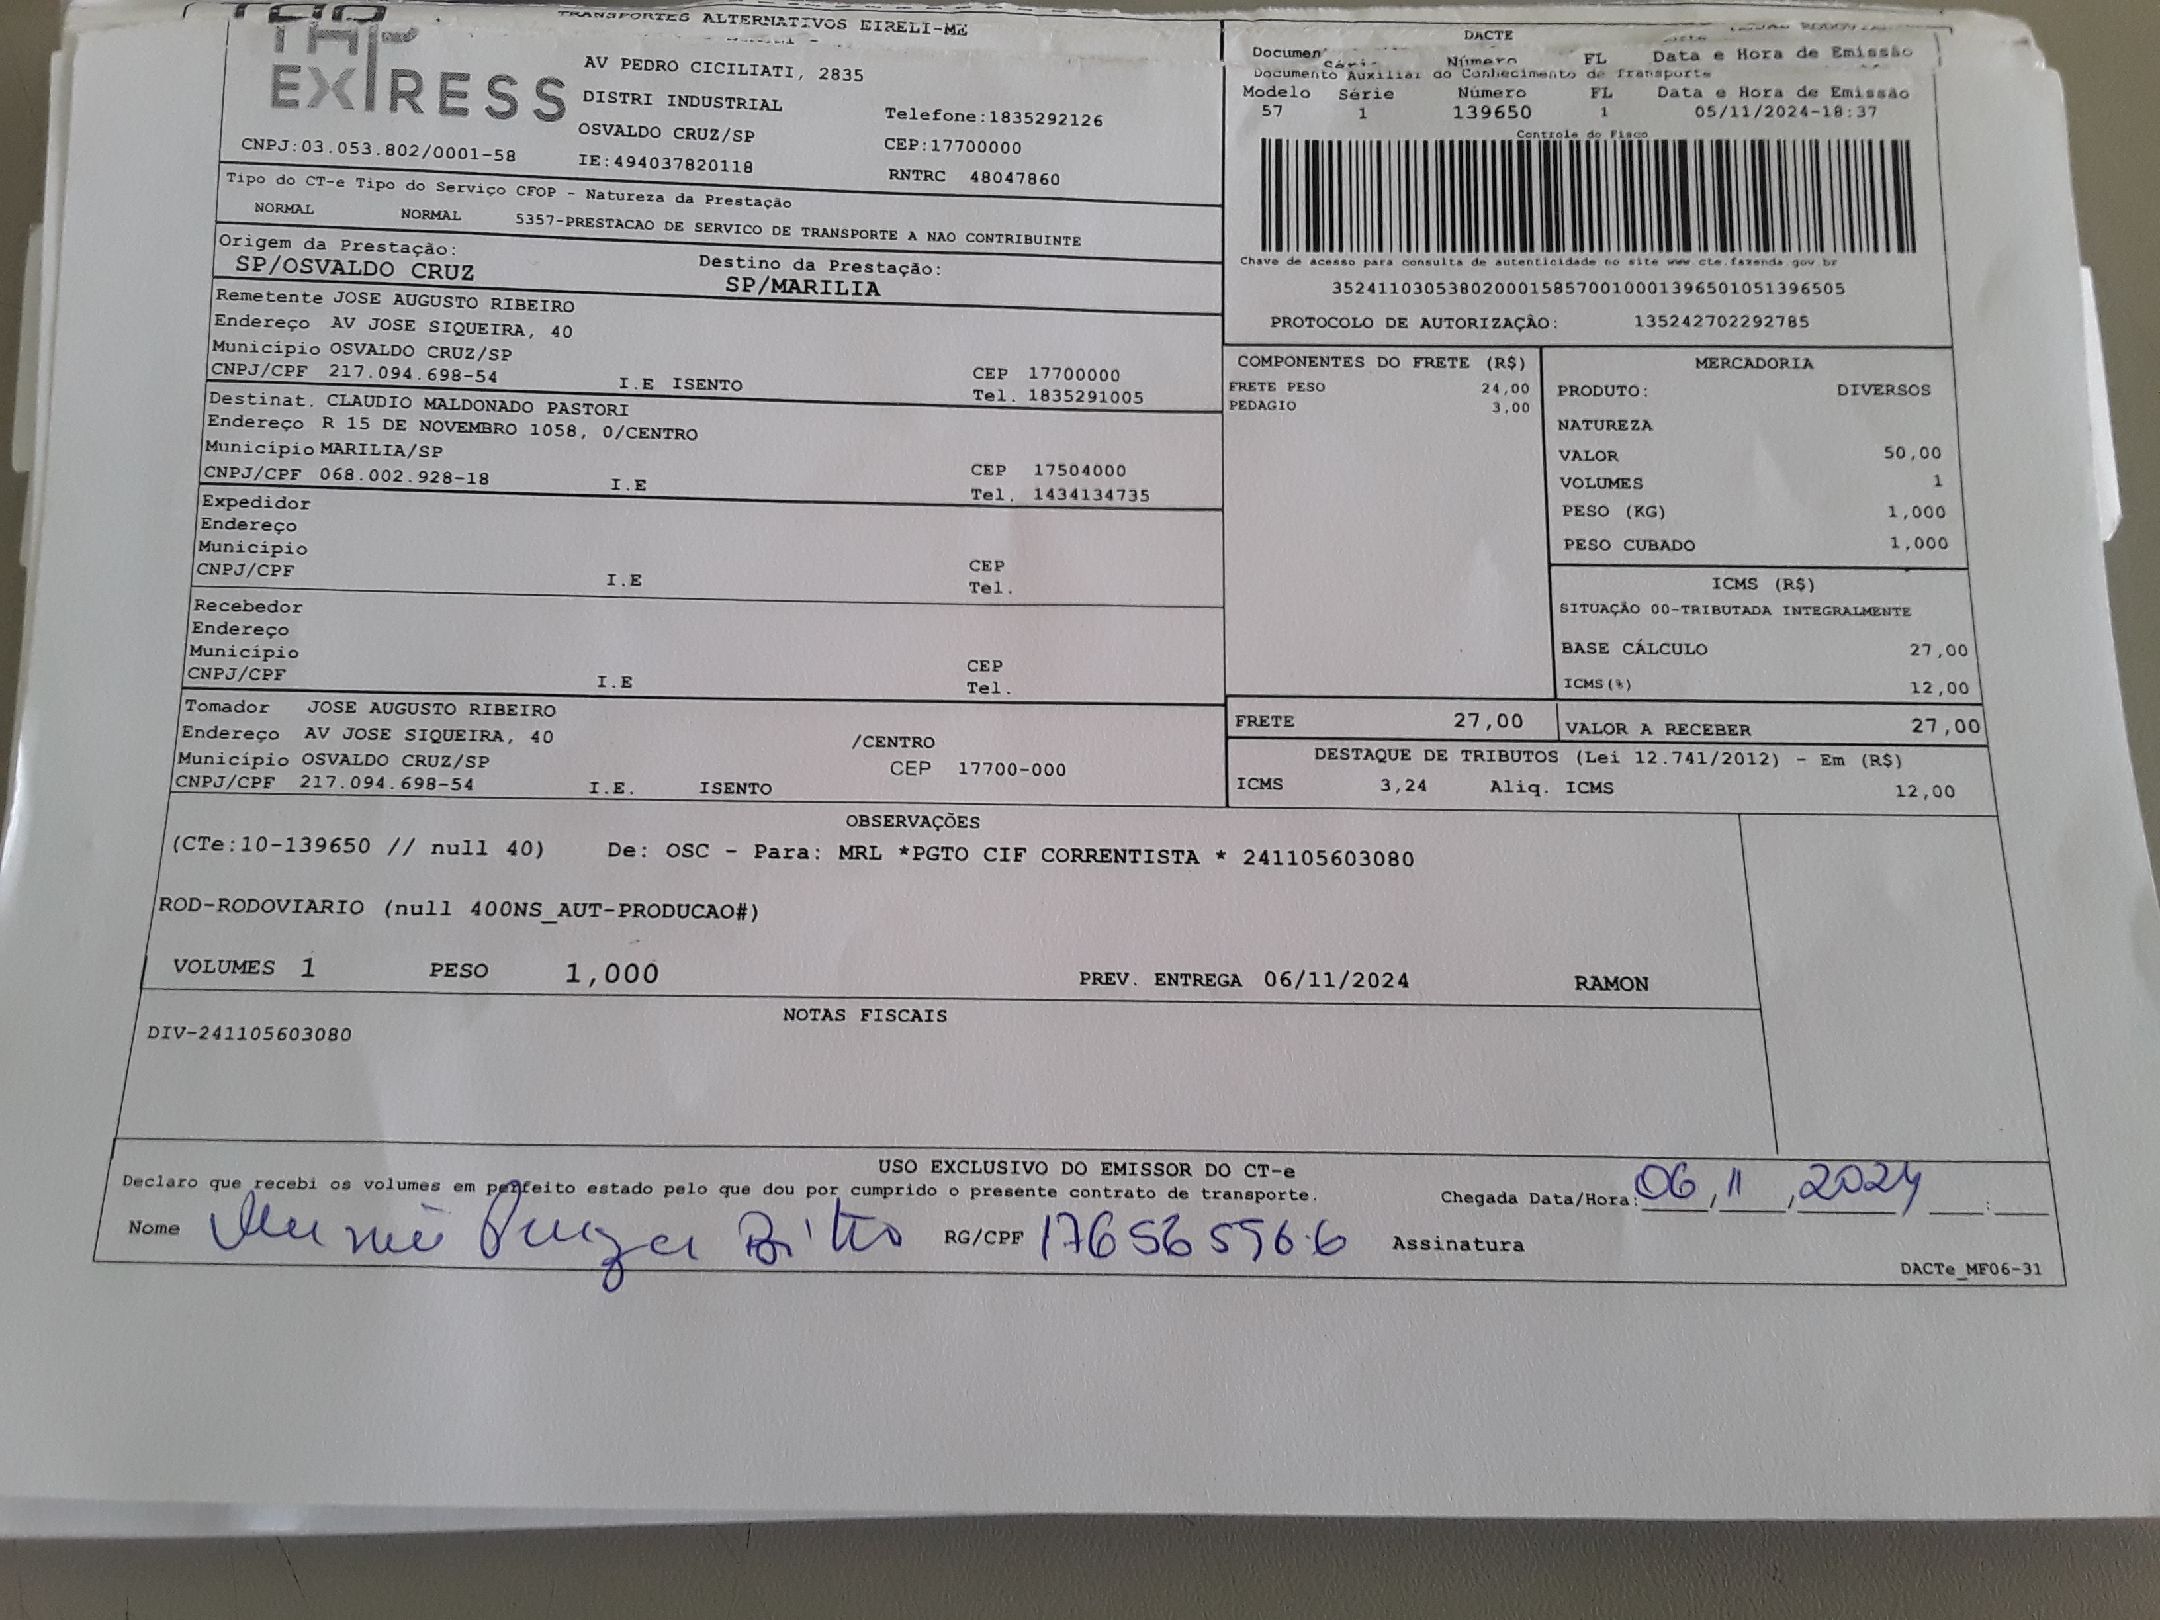 TAP
EXPRESS
TRANSPORTES ALTERNATIVOS EIRELI-ME
AV PEDRO CICILIATI, 2835
DISTRI INDUSTRIAL
OSVALDO CRUZ/SP
Telefone:1835292126
CEP:17700000
CNPJ:03.053.802/0001-58
IE:494037820118
RNTRC 48047860
DACTE
Número FL Data e Hora de Emissão
Documento Auxiliar do Conhecimento de Transporte
Modelo Série Número FL Data e Hora de Emissão
57 1 139650 1 05/11/2024-18:37
Controle do Fisco
Chave de acesso para consulta de autenticidade no site www.cte.fazenda.gov.br
35241103053802000158570010001396501051396505
PROTOCOLO DE AUTORIZAÇÃO: 135242702292785
Tipo do CT-e Tipo do Serviço CFOP - Natureza da Prestação
NORMAL NORMAL 5357-PRESTACAO DE SERVICO DE TRANSPORTE A NAO CONTRIBUINTE
Origem da Prestação: Destino da Prestação:
SP/OSVALDO CRUZ SP/MARILIA
Remetente JOSE AUGUSTO RIBEIRO
Endereço AV JOSE SIQUEIRA, 40
Município OSVALDO CRUZ/SP CEP 17700000
CNPJ/CPF 217.094.698-54 I.E ISENTO Tel. 1835291005
Destinat. CLAUDIO MALDONADO PASTORI
Endereço R 15 DE NOVEMBRO 1058, 0/CENTRO
Município MARILIA/SP CEP 17504000
CNPJ/CPF 068.002.928-18 I.E Tel. 1434134735
Expedidor
Endereço
Município CEP
CNPJ/CPF I.E Tel.
Recebedor
Endereço
Município CEP
CNPJ/CPF I.E Tel.
Tomador JOSE AUGUSTO RIBEIRO
Endereço AV JOSE SIQUEIRA, 40 /CENTRO
Município OSVALDO CRUZ/SP CEP 17700-000
CNPJ/CPF 217.094.698-54 I.E. ISENTO
COMPONENTES DO FRETE (R$)
FRETE PESO 24,00
PEDAGIO 3,00
MERCADORIA
PRODUTO: DIVERSOS
NATUREZA
VALOR 50,00
VOLUMES 1
PESO (KG) 1,000
PESO CUBADO 1,000
ICMS (R$)
SITUAÇÃO 00-TRIBUTADA INTEGRALMENTE
BASE CÁLCULO 27,00
ICMS(%) 12,00
FRETE 27,00 VALOR A RECEBER 27,00
DESTAQUE DE TRIBUTOS (Lei 12.741/2012) - Em (R$)
ICMS 3,24 Aliq. ICMS 12,00
OBSERVAÇÕES
(CTe:10-139650 // null 40) De: OSC - Para: MRL *PGTO CIF CORRENTISTA * 241105603080
ROD-RODOVIARIO (null 400NS_AUT-PRODUCAO#)
VOLUMES 1 PESO 1,000 PREV. ENTREGA 06/11/2024 RAMON
NOTAS FISCAIS
DIV-241105603080
USO EXCLUSIVO DO EMISSOR DO CT-e
Declaro que recebi os volumes em perfeito estado pelo que dou por cumprido o presente contrato de transporte. Chegada Data/Hora: 06, 11, 2024 :
Nome RG/CPF 17656596-6 Assinatura
DACTe_MF06-31